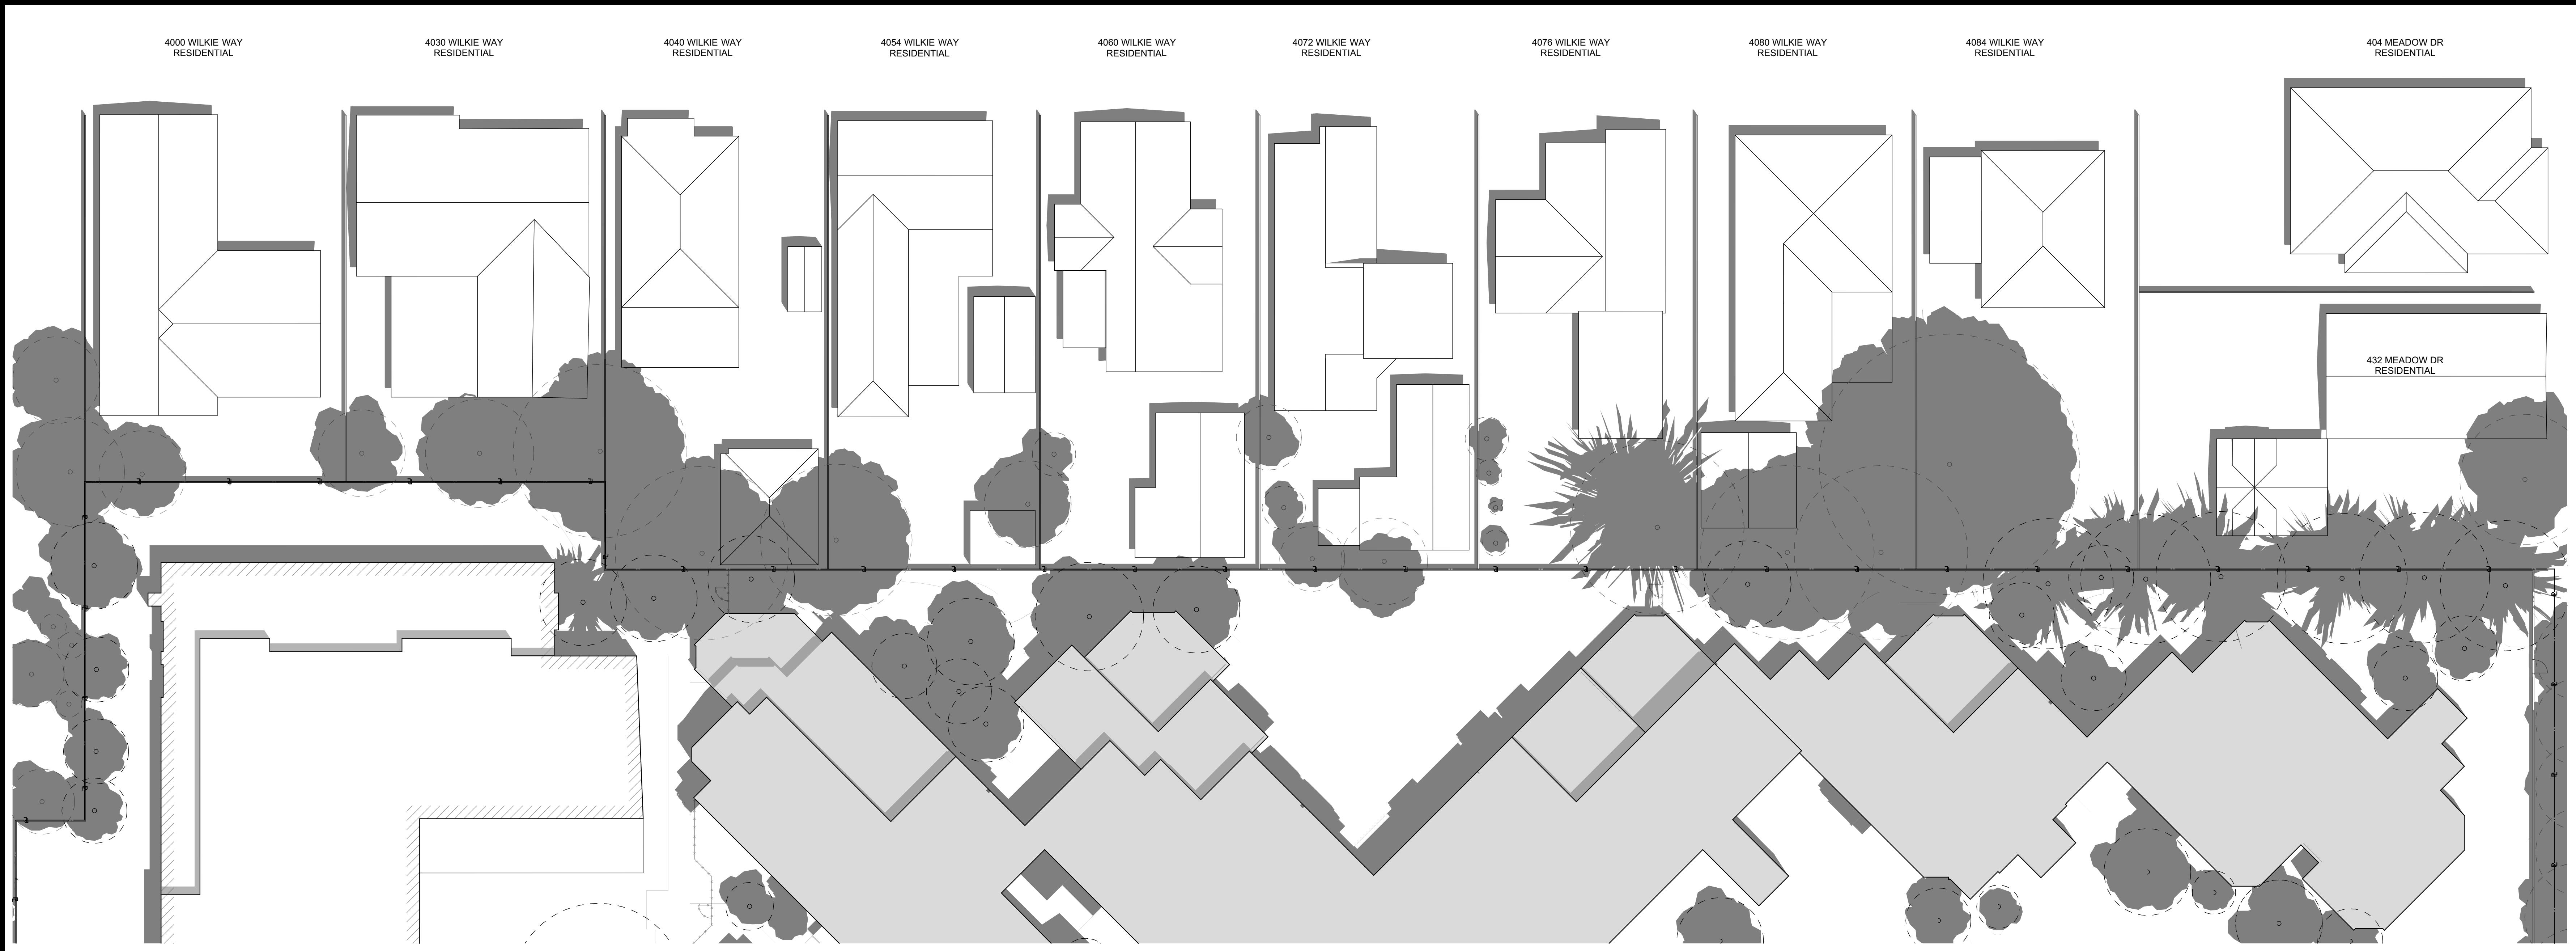 4000 WILKIE WAY
RESIDENTIAL
4030 WILKIE WAY
RESIDENTIAL
4040 WILKIE WAY
RESIDENTIAL
4054 WILKIE WAY
RESIDENTIAL
4060 WILKIE WAY
RESIDENTIAL
4072 WILKIE WAY
RESIDENTIAL
4076 WILKIE WAY
RESIDENTIAL
4080 WILKIE WAY
RESIDENTIAL
4084 WILKIE WAY
RESIDENTIAL
404 MEADOW DR
RESIDENTIAL
432 MEADOW DR
RESIDENTIAL